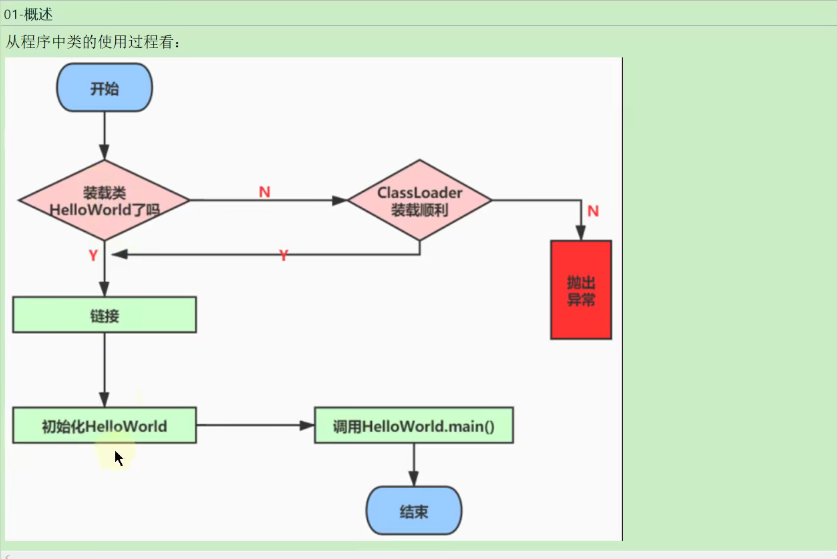 01-概述
从程序中类的使用过程看：
开始
装载类
HelloWorld了吗
N
ClassLoader
装载顺利
N
Y
Y
抛出
异常
链接
初始化HelloWorld
调用HelloWorld.main()
结束